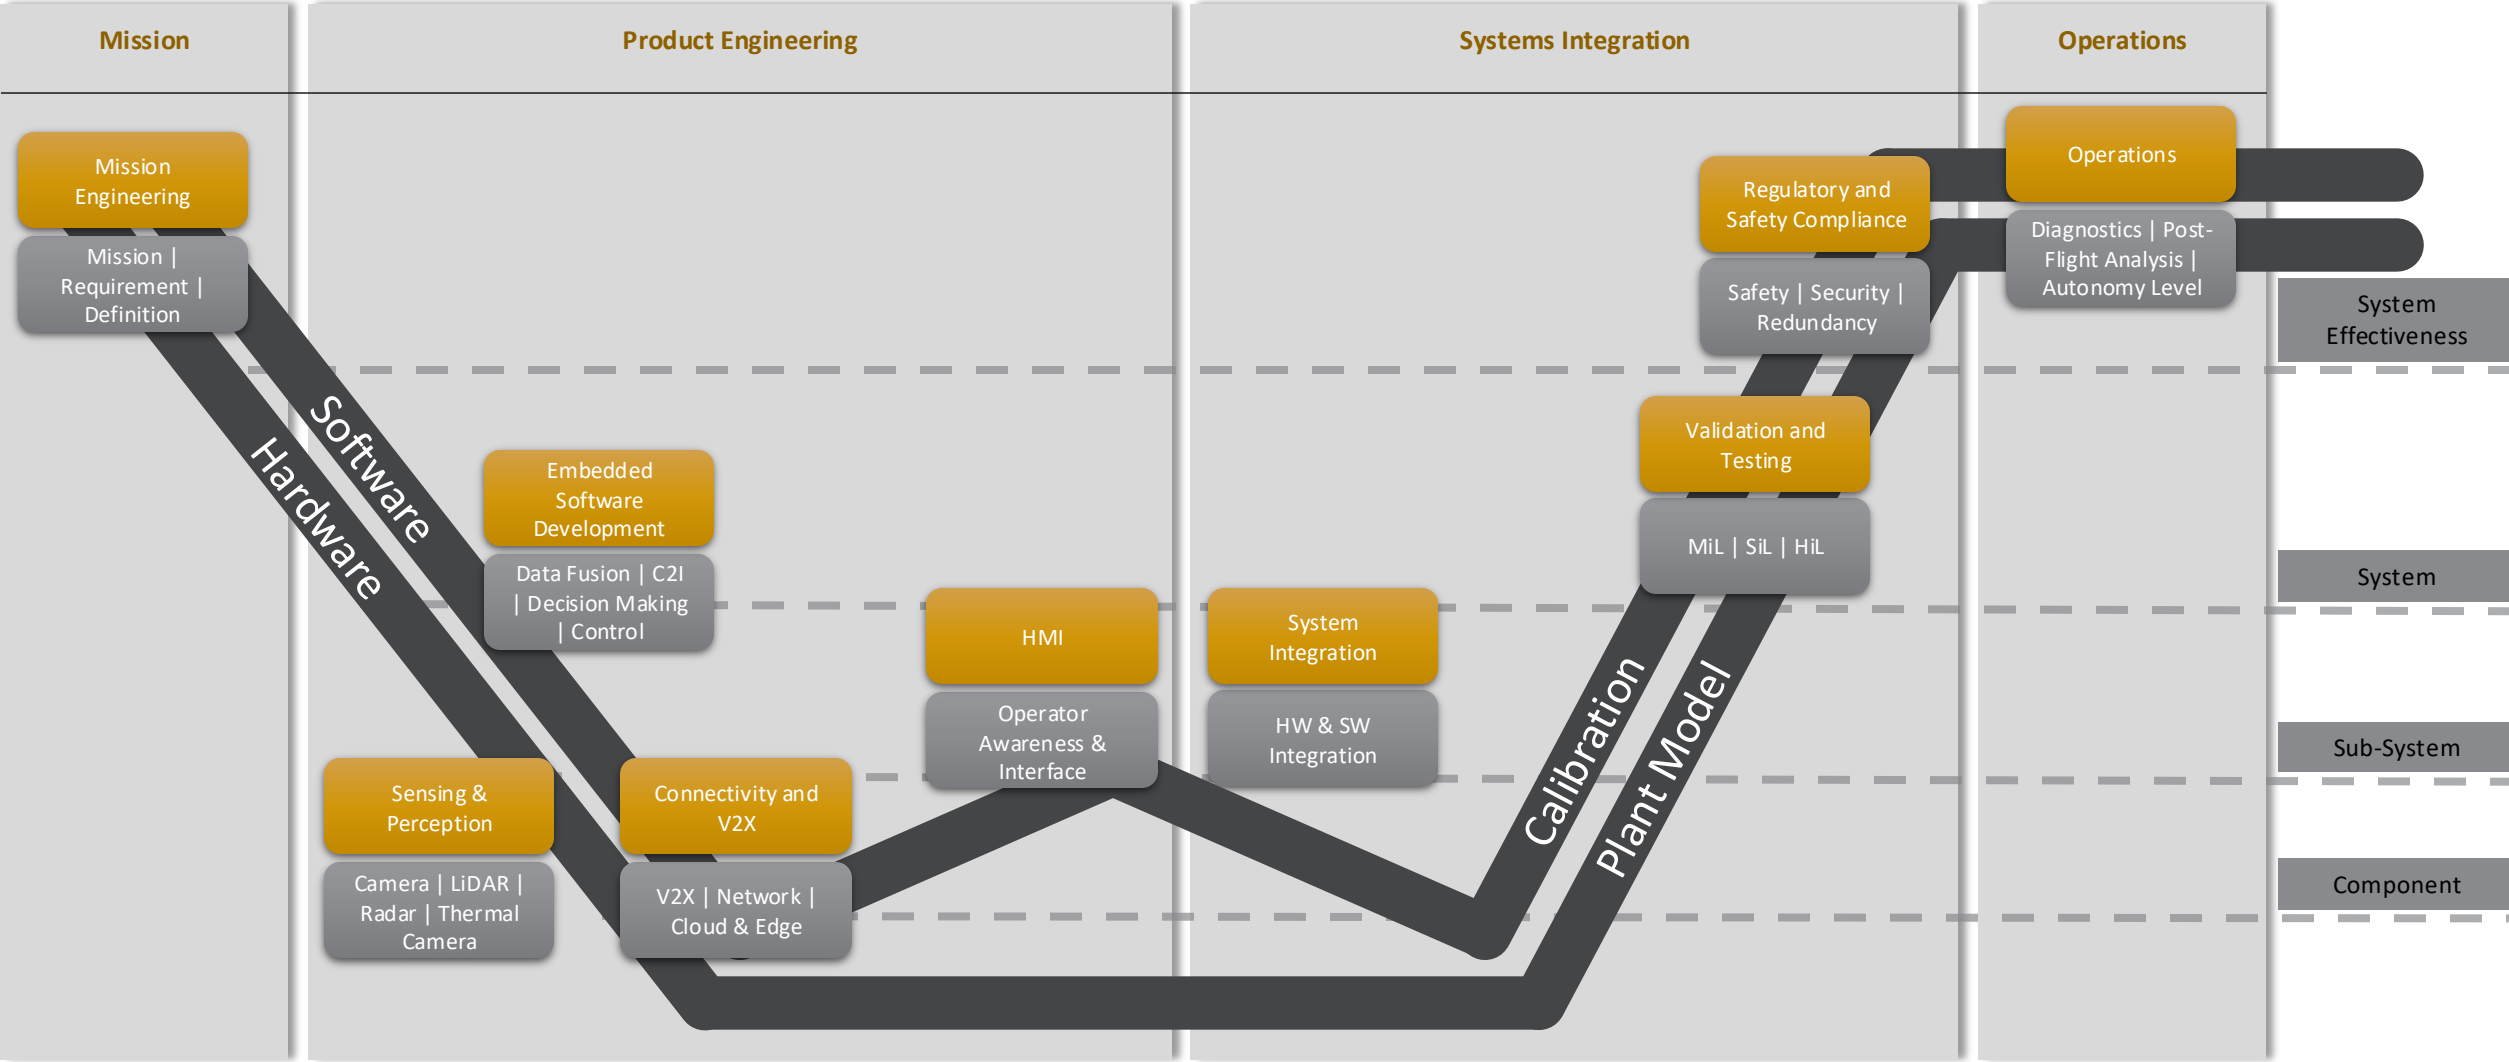 Mission
Product Engineering
Systems Integration
Operations
Mission
Engineering
Mission |
Requirement |
Definition
Software
Hardware
Embedded
Software
Development
Data Fusion | C2I
| Decision Making
| Control
Sensing &
Perception
Camera | LiDAR |
Radar | Thermal
Camera
Connectivity and
V2X
V2X | Network |
Cloud & Edge
HMI
Operator
Awareness &
Interface
System
Integration
HW & SW
Integration
Calibration
Plant Model
Validation and
Testing
MiL | SiL | HiL
Regulatory and
Safety Compliance
Safety | Security |
Redundancy
Operations
Diagnostics | Post-
Flight Analysis |
Autonomy Level
System
Effectiveness
System
Sub-System
Component